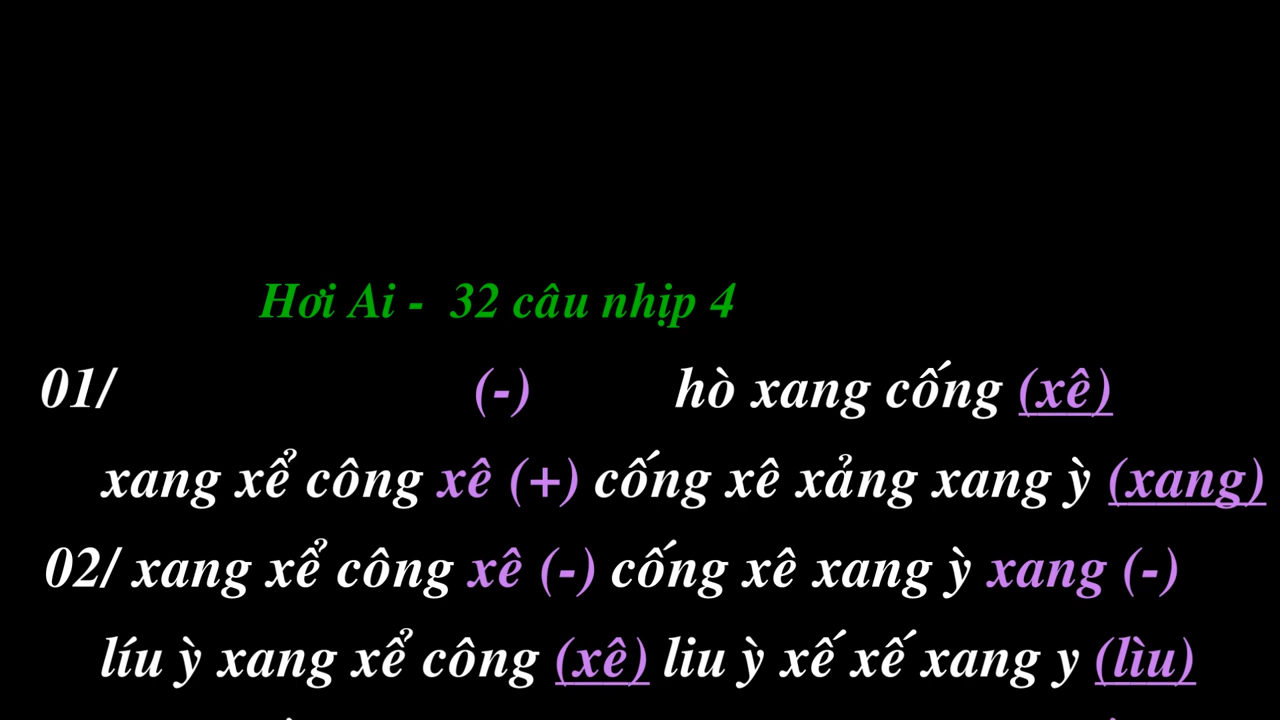 Hơi Ai - 32 câu nhịp 4
01/ (-) hò xang cống (xê)
xang xể công xê (+) cống xê xảng xang ỳ (xang)
02/ xang xể công xê (-) cống xê xang ỳ xang (-)
líu ỳ xang xể công (xê) liu ỳ xế xế xang y (lìu)